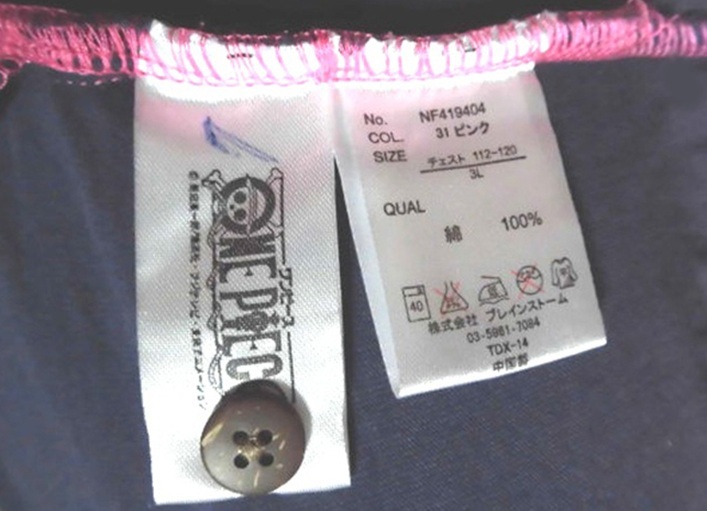 ワンピース
ONE PIEC
No. NF419404
COL. 31 ピンク
SIZE チェスト 112-120
3L
QUAL
綿 100%
40
株式会社 ブレインストーム
03-5981-7084
TDX-14
中国製